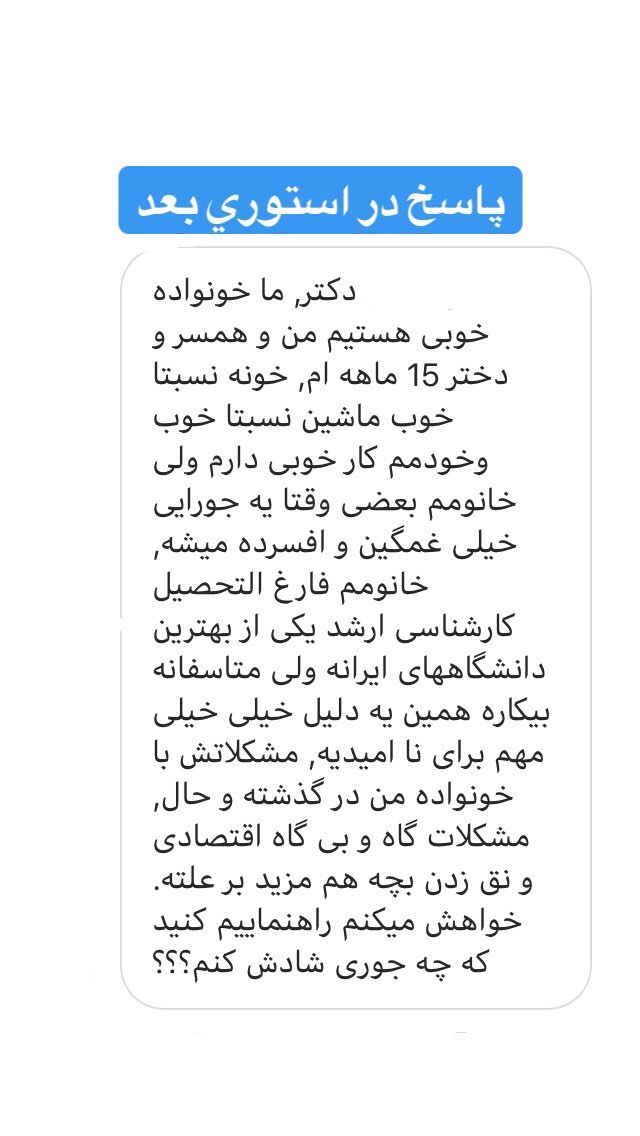 پاسخ در استوري بعد
دکتر, ما خونواده
خوبی هستیم من و همسر و
دختر 15 ماهه ام, خونه نسبتا
خوب ماشین نسبتا خوب
وخودمم کار خوبی دارم ولی
خانومم بعضی وقتا یه جورایی
خیلی غمگین و افسرده میشه,
خانومم فارغ التحصیل
کارشناسی ارشد یکی از بهترین
دانشگاههای ایرانه ولی متاسفانه
بیکاره همین یه دلیل خیلی خیلی
مهم برای نا امیدیه, مشکلاتش با
خونواده من در گذشته و حال,
مشکلات گاه و بی گاه اقتصادی
و نق زدن بچه هم مزید بر علته.
خواهش میکنم راهنماییم کنید
که چه جوری شادش کنم؟؟؟